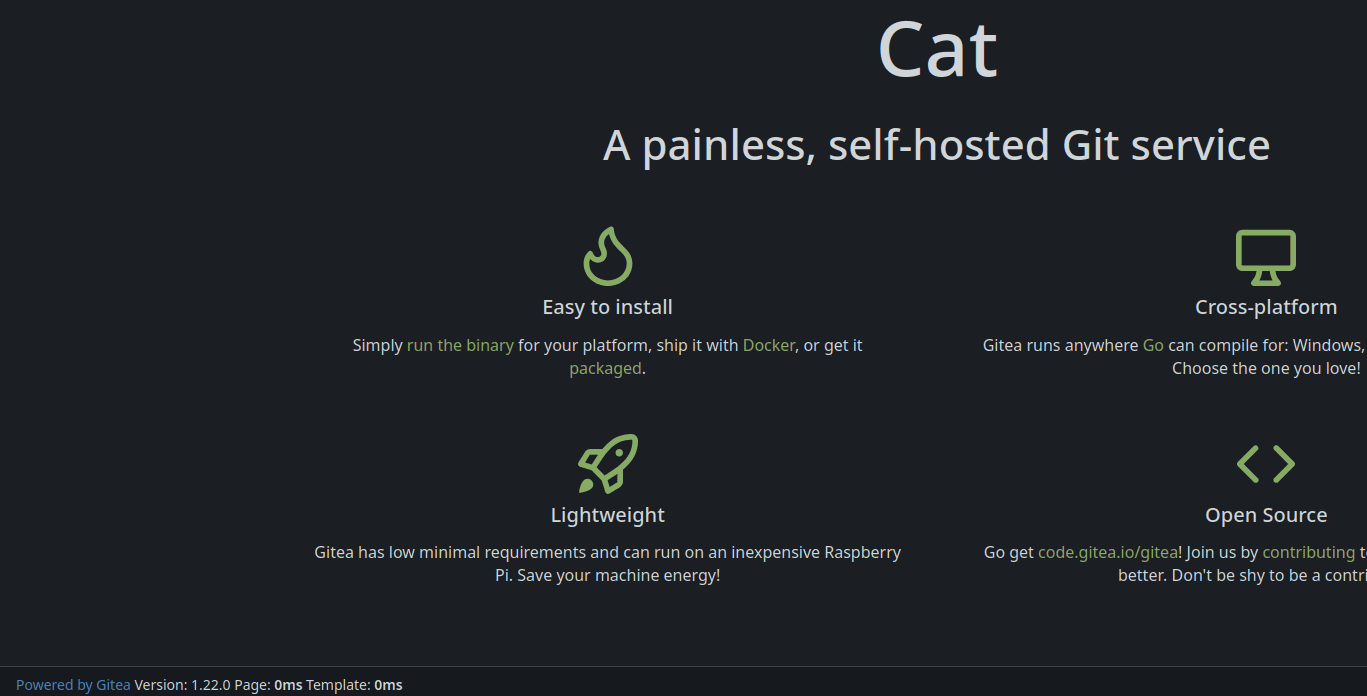 Cat
A painless, self-hosted Git service
Easy to install
Simply run the binary for your platform, ship it with Docker, or get it
packaged.
Cross-platform
Gitea runs anywhere Go can compile for: Windows,
Choose the one you love!
Lightweight
Gitea has low minimal requirements and can run on an inexpensive Raspberry
Pi. Save your machine energy!
Open Source
Go get code.gitea.io/gitea! Join us by contributing
better. Don't be shy to be a
Powered by Gitea Version: 1.22.0 Page: 0ms Template: 0ms